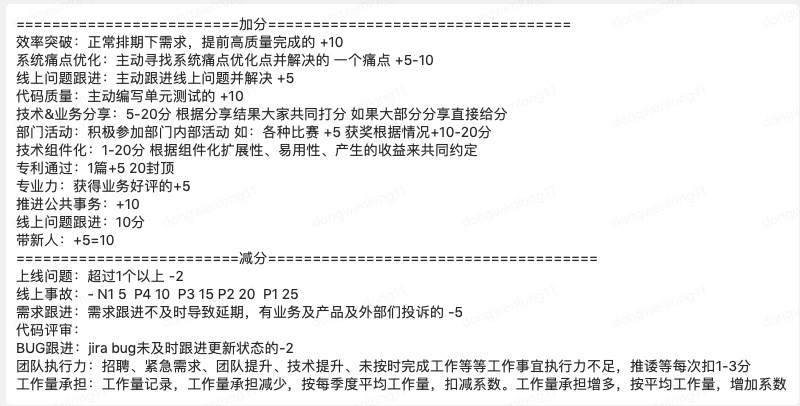 =========================加分==================================
效率突破：正常排期下需求，提前高质量完成的 +10
系统痛点优化：主动寻找系统痛点优化点并解决的 一个痛点 +5-10
线上问题跟进：主动跟进线上问题并解决 +5
代码质量：主动编写单元测试的 +10
技术&业务分享：5-20分 根据分享结果大家共同打分 如果大部分分享直接给分
部门活动：积极参加部门内部活动 如：各种比赛 +5 获奖根据情况+10-20分
技术组件化：1-20分 根据组件化扩展性、易用性、产生的收益来共同约定
专利通过：1篇+5 20封顶
专业力：获得业务好评的+5
推进公共事务：+10
线上问题跟进：10分
带新人：+5=10
=========================减分=====================================
上线问题：超过1个以上 -2
线上事故：- N1 5  P4 10  P3 15 P2 20  P1 25
需求跟进：需求跟进不及时导致延期，有业务及产品及外部们投诉的 -5
代码评审：
BUG跟进：jira bug未及时跟进更新状态的-2
团队执行力：招聘、紧急需求、团队提升、技术提升、未按时完成工作等等工作事宜执行力不足，推诿等每次扣1-3分
工作量承担：工作量记录，工作量承担减少，按每季度平均工作量，扣减系数。工作量承担增多，按平均工作量，增加系数
dongwenlong11